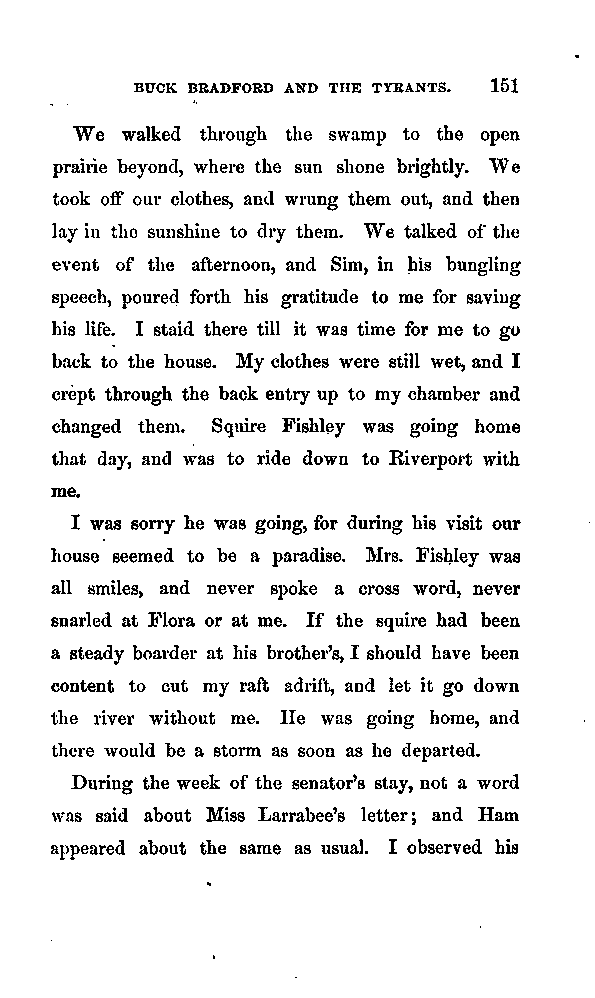 BUCK BRADFORD AND THE TYRANTS. 151
We walked through the swamp to the open
prairie beyond, where the sun shone brightly. We
took off our clothes, and wrung them out, and then
lay in the sunshine to dry them. We talked of the
event of the afternoon, and Sim, in his bungling
speech, poured forth his gratitude to me for saving
his life. I staid there till it was time for me to go
back to the house. My clothes were still wet, and I
crept through the back entry up to my chamber and
changed them. Squire Fishley was going home
that day, and was to ride down to Riverport with
me.
I was sorry he was going, for during his visit our
house seemed to be a paradise. Mrs. Fishley was
all smiles, and never spoke a cross word, never
snarled at Flora or at me. If the squire had been
a steady boarder at his brother's, I should have been
content to cut my raft adrift, and let it go down
the river without me. He was going home, and
there would be a storm as soon as he departed.
During the week of the senator's stay, not a word
was said about Miss Larrabee's letter; and Ham
appeared about the same as usual. I observed his